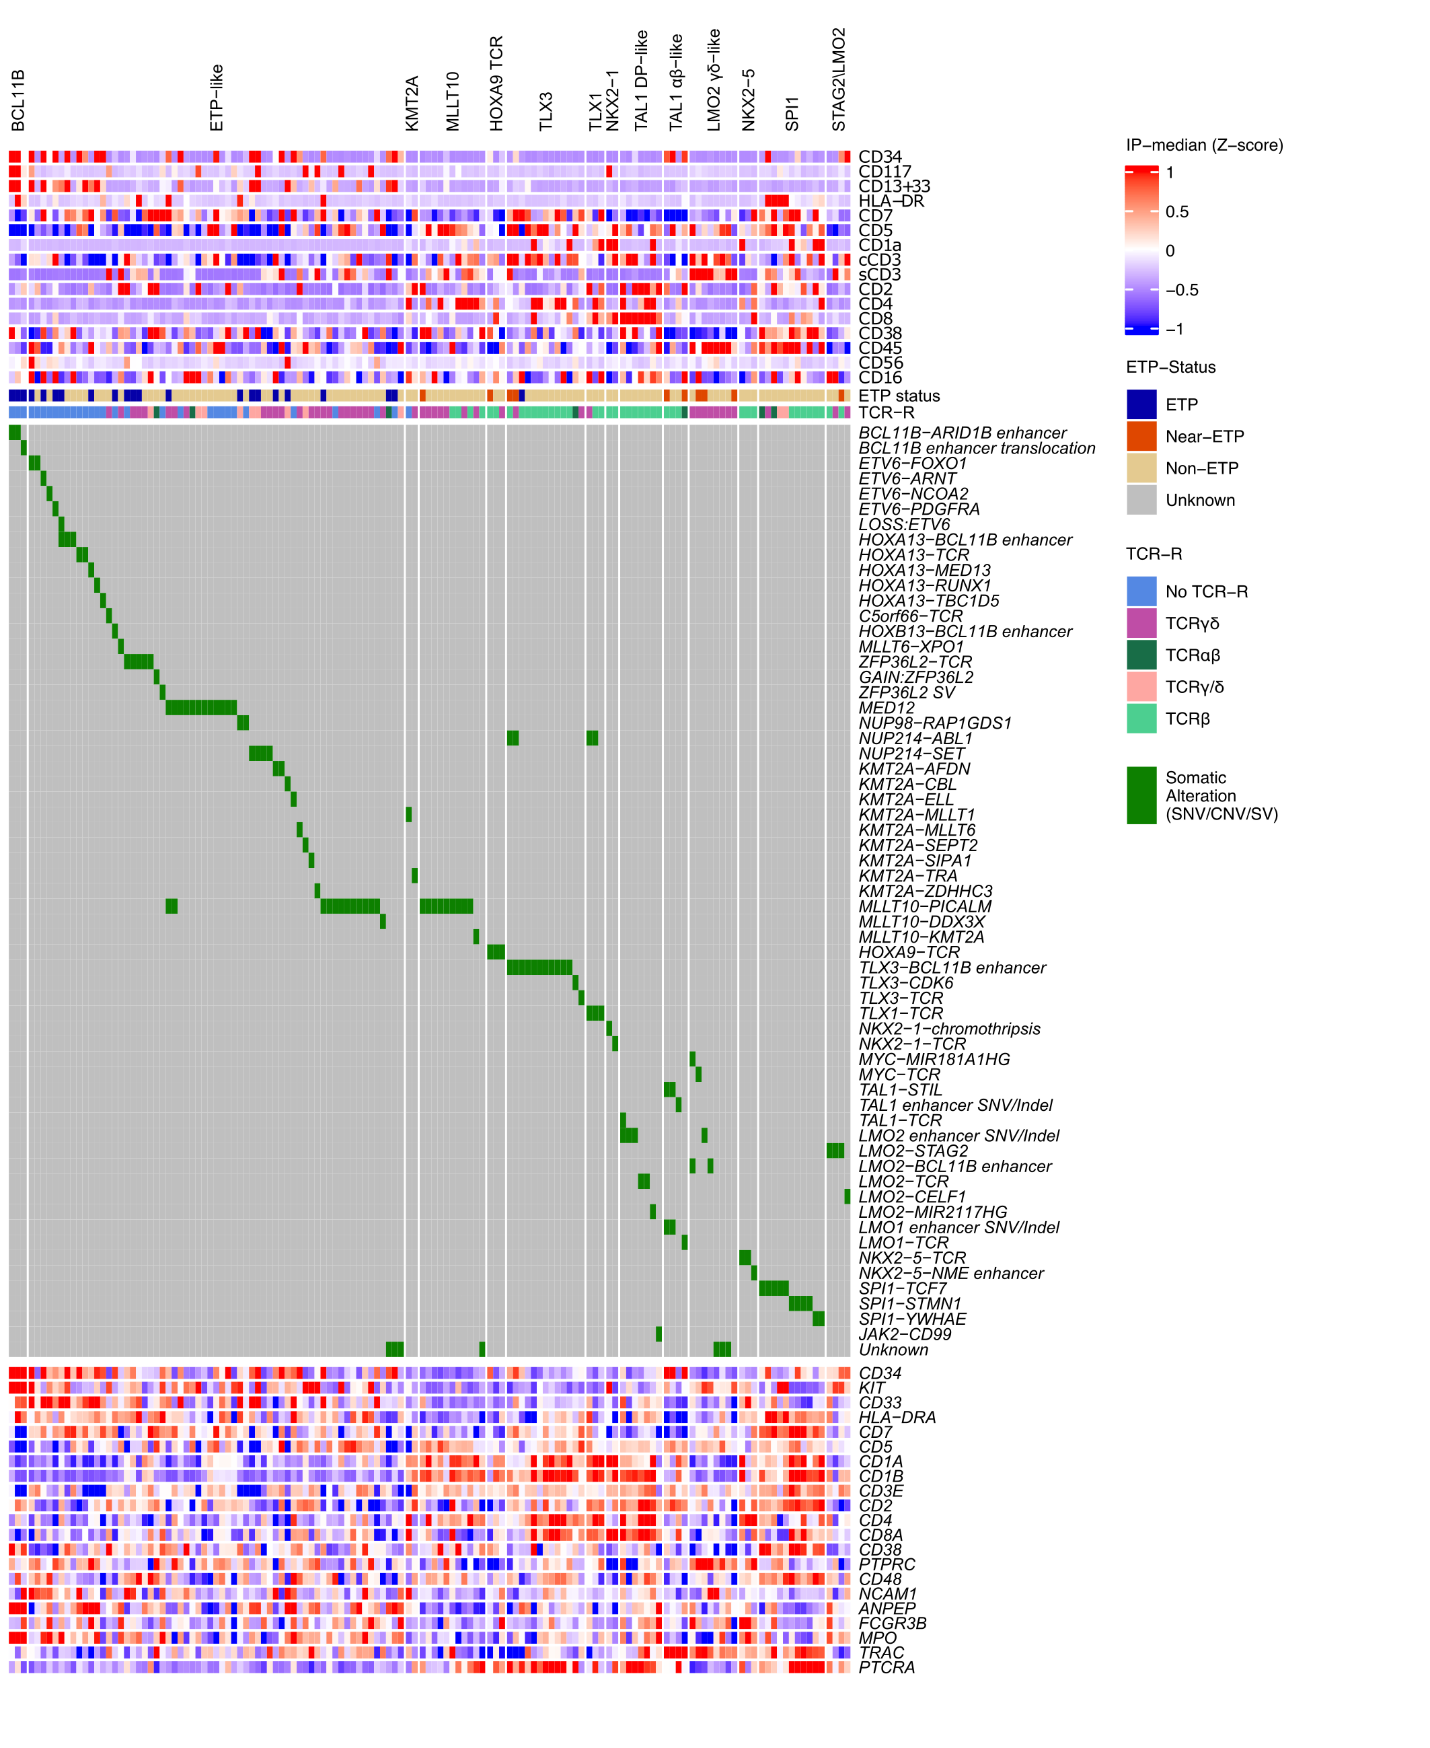 BCL11B
ETP−like
KMT2A
MLLT10
HOXA9 TCR
TLX3
TLX1
NKX2−1
TAL1 DP−like
TAL1 αβ−like
LMO2 γδ−like
NKX2−5
SPI1
STAG2\LMO2
CD34
CD117
CD13+33
HLA−DR
CD7
CD5
CD1a
cCD3
sCD3
CD2
CD4
CD8
CD38
CD45
CD56
CD16
ETP status
TCR−R
BCL11B−ARID1B enhancer
BCL11B enhancer translocation
ETV6−FOXO1
ETV6−ARNT
ETV6−NCOA2
ETV6−PDGFRA
LOSS:ETV6
HOXA13−BCL11B enhancer
HOXA13−TCR
HOXA13−MED13
HOXA13−RUNX1
HOXA13−TBC1D5
C5orf66−TCR
HOXB13−BCL11B enhancer
MLLT6−XPO1
ZFP36L2−TCR
GAIN:ZFP36L2
ZFP36L2 SV
MED12
NUP98−RAP1GDS1
NUP214−ABL1
NUP214−SET
KMT2A−AFDN
KMT2A−CBL
KMT2A−ELL
KMT2A−MLLT1
KMT2A−MLLT6
KMT2A−SEPT2
KMT2A−SIPA1
KMT2A−TRA
KMT2A−ZDHHC3
MLLT10−PICALM
MLLT10−DDX3X
MLLT10−KMT2A
HOXA9−TCR
TLX3−BCL11B enhancer
TLX3−CDK6
TLX3−TCR
TLX1−TCR
NKX2−1−chromothripsis
NKX2−1−TCR
MYC−MIR181A1HG
MYC−TCR
TAL1−STIL
TAL1 enhancer SNV/Indel
TAL1−TCR
LMO2 enhancer SNV/Indel
LMO2−STAG2
LMO2−BCL11B enhancer
LMO2−TCR
LMO2−CELF1
LMO2−MIR2117HG
LMO1 enhancer SNV/Indel
LMO1−TCR
NKX2−5−TCR
NKX2−5−NME enhancer
SPI1−TCF7
SPI1−STMN1
SPI1−YWHAE
JAK2−CD99
Unknown
CD34
KIT
CD33
HLA−DRA
CD7
CD5
CD1A
CD1B
CD3E
CD2
CD4
CD8A
CD38
PTPRC
CD48
NCAM1
ANPEP
FCGR3B
MPO
TRAC
PTCRA
IP−median (Z−score)
1
0.5
0
−0.5
−1
ETP−Status
ETP
Near−ETP
Non−ETP
Unknown
TCR−R
No TCR−R
TCRγδ
TCRαβ
TCRγ/δ
TCRβ
Somatic
Alteration
(SNV/CNV/SV)